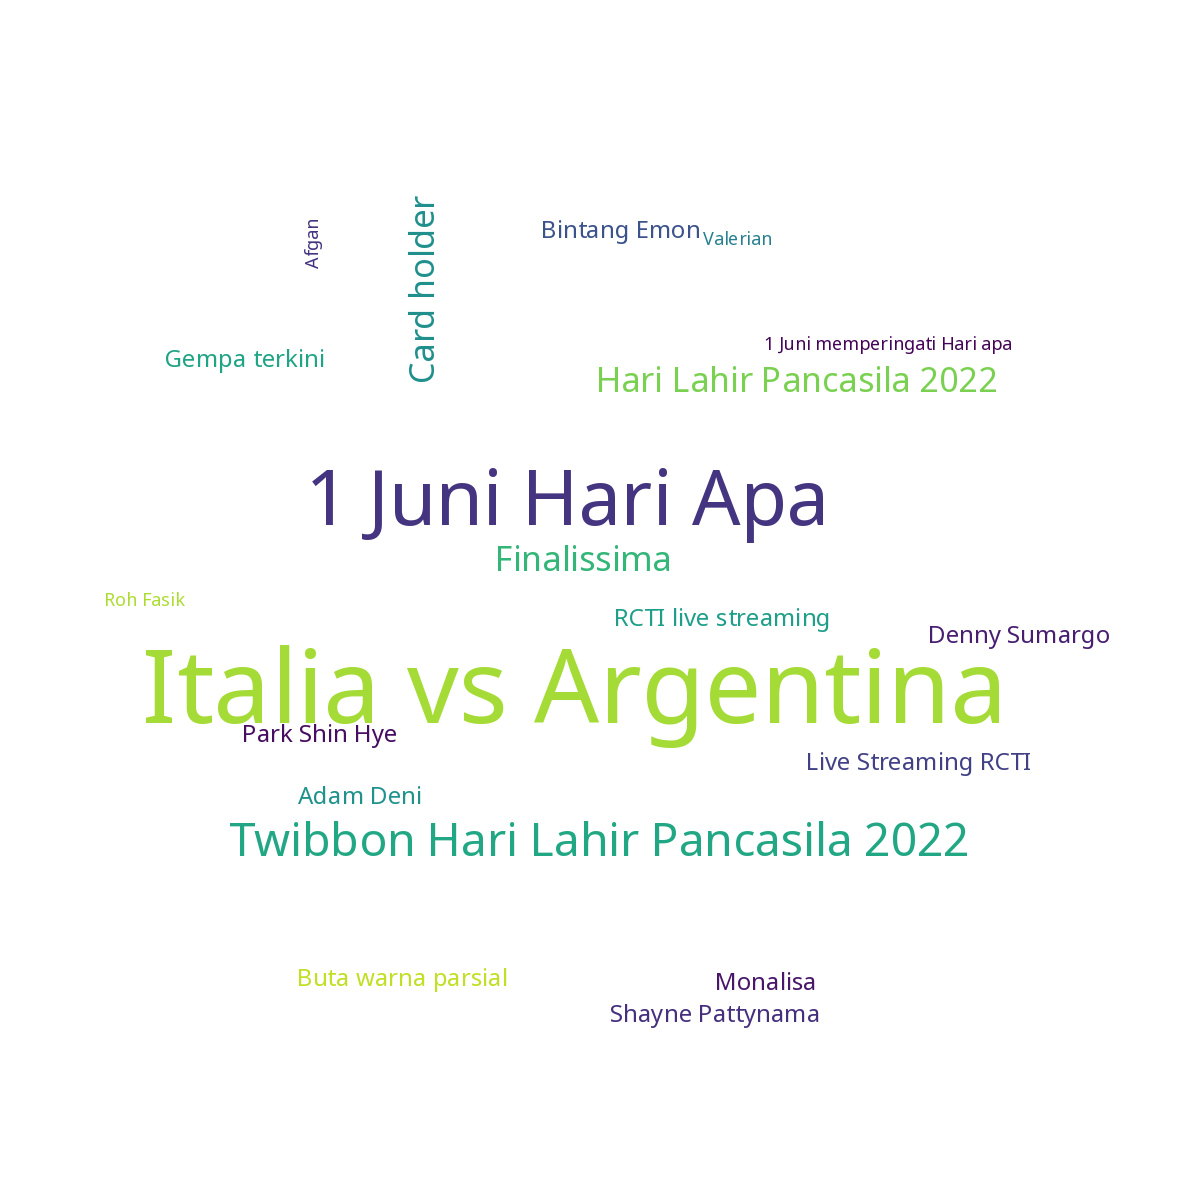 Card holder
Afgan
Bintang Emon
Valerian
1 Juni memperingati Hari apa
Gempa terkini
Hari Lahir Pancasila 2022
1 Juni Hari Apa
Finalissima
Roh Fasik
RCTI live streaming
Denny Sumargo
Italia vs Argentina
Park Shin Hye
Live Streaming RCTI
Adam Deni
Twibbon Hari Lahir Pancasila 2022
Buta warna parsial
Monalisa
Shayne Pattynama